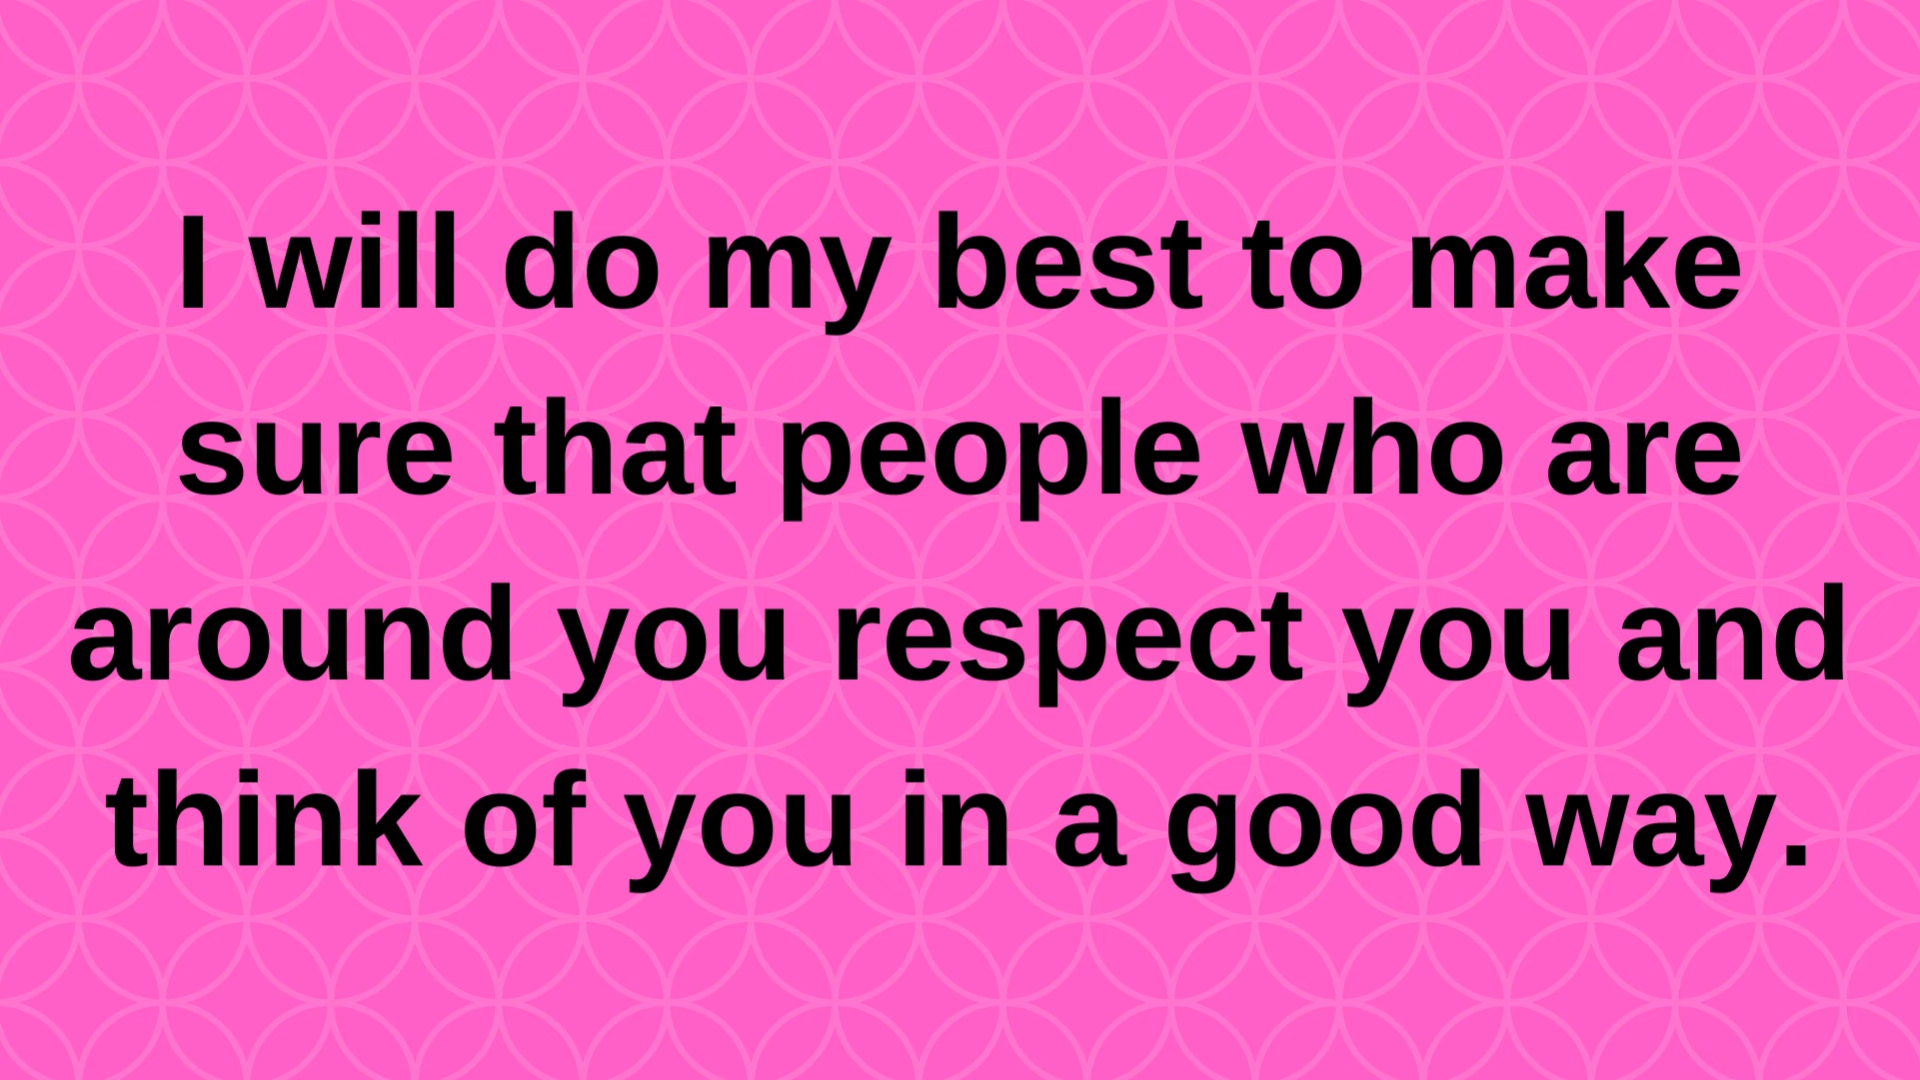 I will do my best to make
sure that people who are
around you respect you and
think of you in a good way.